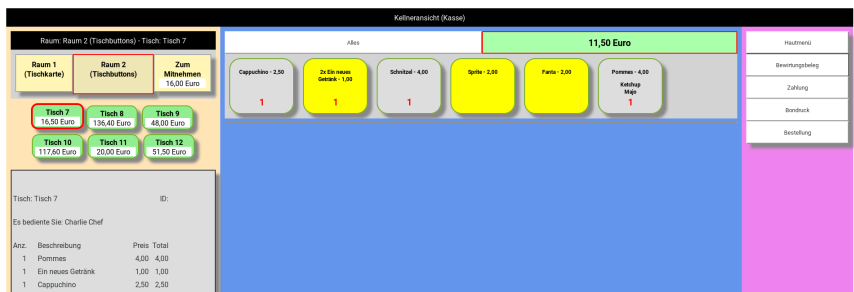 Kellneransicht (Kasse)
Raum: Raum 2 (Tischbuttons) - Tisch: Tisch 7
Raum 1
(Tischkarte)
Raum 2
(Tischbuttons)
Zum
Mitnehmen
16,00 Euro
Tisch 7
16,50 Euro
Tisch 8
136,40 Euro
Tisch 9
48,00 Euro
Tisch 10
117,60 Euro
Tisch 11
20,00 Euro
Tisch 12
51,50 Euro
Tisch: Tisch 7 ID:
Es bediente Sie: Charlie Chef
Anz. Beschreibung Preis Total
1 Pommes 4,00 4,00
1 Ein neues Getränk 1,00 1,00
1 Cappuchino 2,50 2,50
Alles
11,50 Euro
Cappuchino - 2,50
1
2x Ein neues
Getränk - 1,00
1
Schnitzel - 4,00
1
Sprite - 2,00
Fanta - 2,00
Pommes - 4,00
Ketchup
Majo
1
Hautmenü
Bewirtungsbeleg
Zahlung
Bondruck
Bestellung